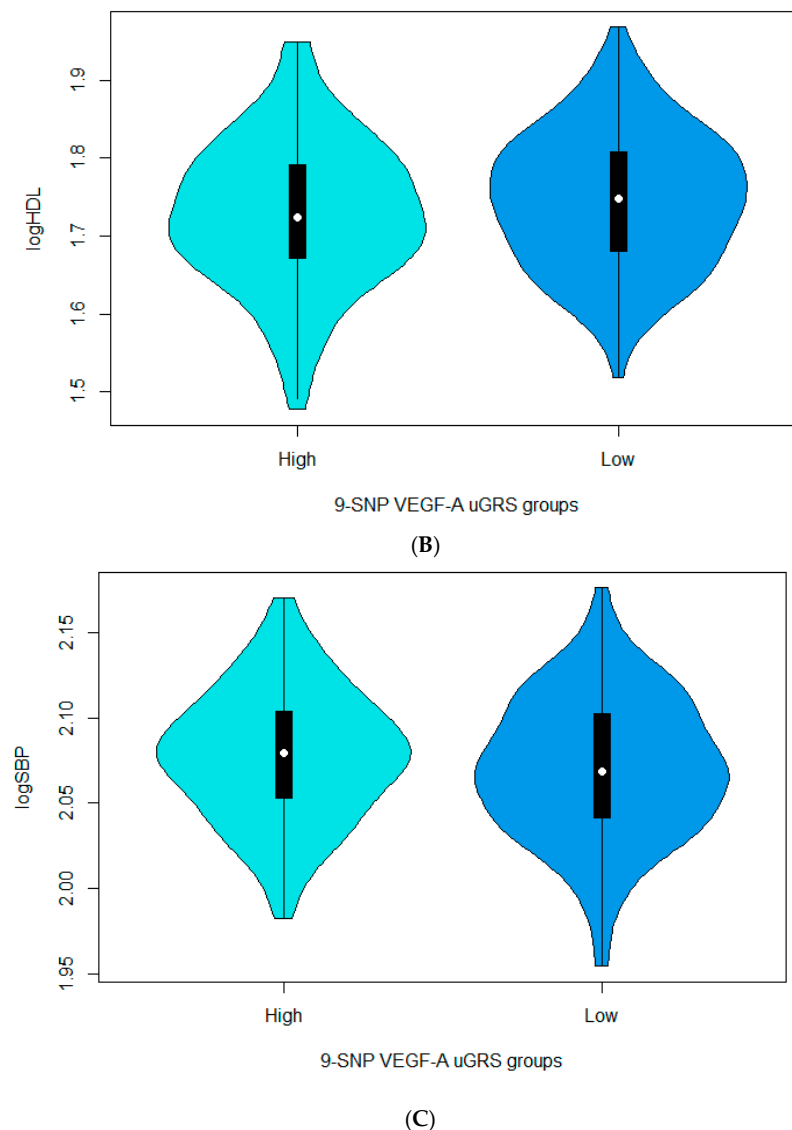 1.9
1.8
1.7
1.6
1.5
logHDL
High Low
9-SNP VEGF-A uGRS groups
(B)
2.15
2.10
2.05
2.00
1.95
logSBP
High Low
9-SNP VEGF-A uGRS groups
(C)